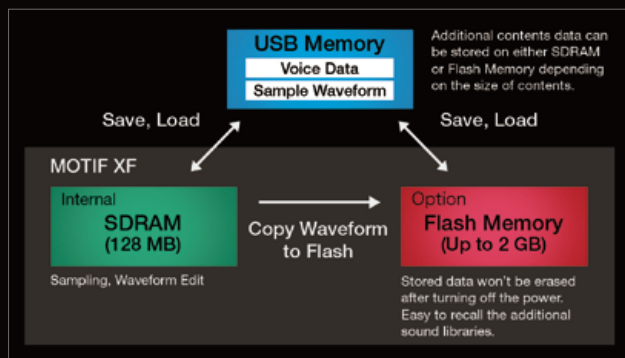 USB Memory
Voice Data
Sample Waveform
Additional contents data can
be stored on either SDRAM
or Flash Memory depending
on the size of contents.
Save, Load
Save, Load
MOTIF XF
Internal
SDRAM
(128 MB)
Sampling, Waveform Edit
Copy Waveform
to Flash
Option
Flash Memory
(Up to 2 GB)
Stored data won't be erased
after turning off the power.
Easy to recall the additional
sound libraries.